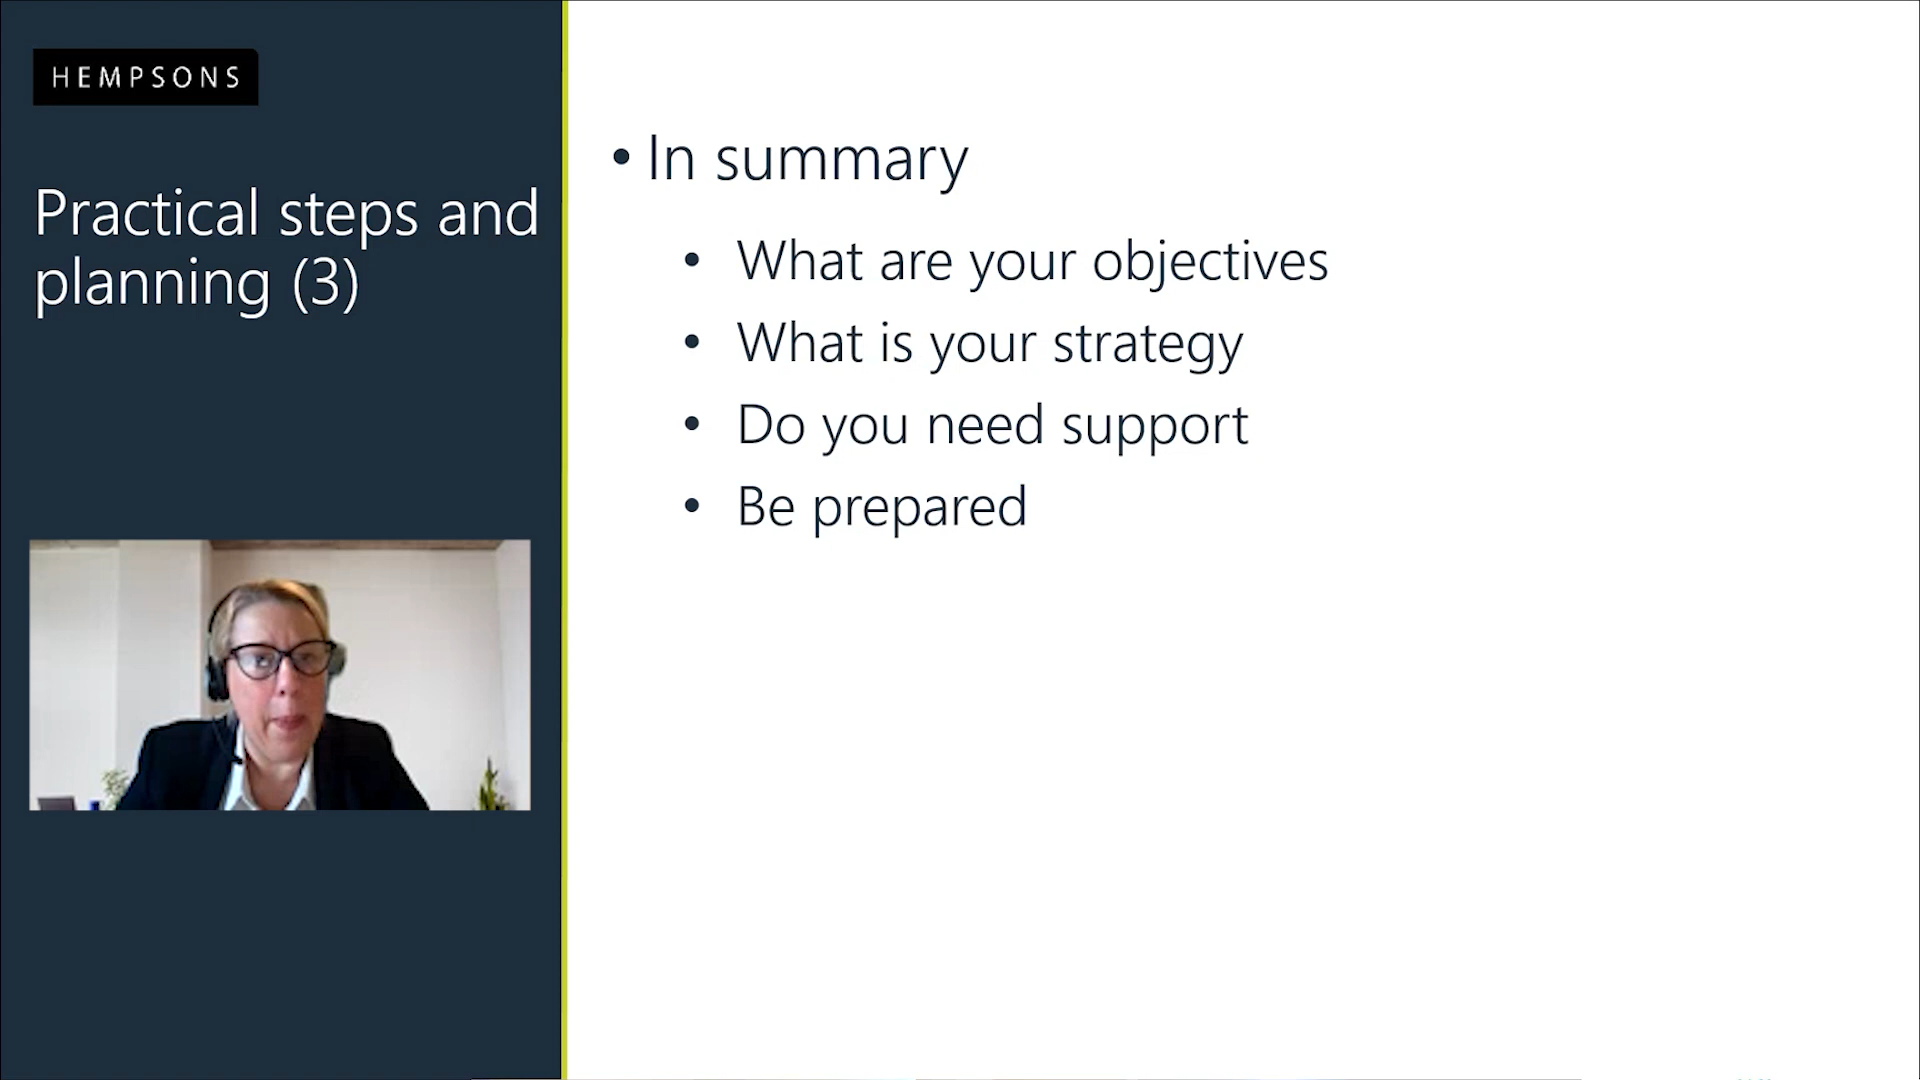 HEMPSONS
Practical steps and
planning (3)
• In summary
• What are your objectives
• What is your strategy
• Do you need support
• Be prepared